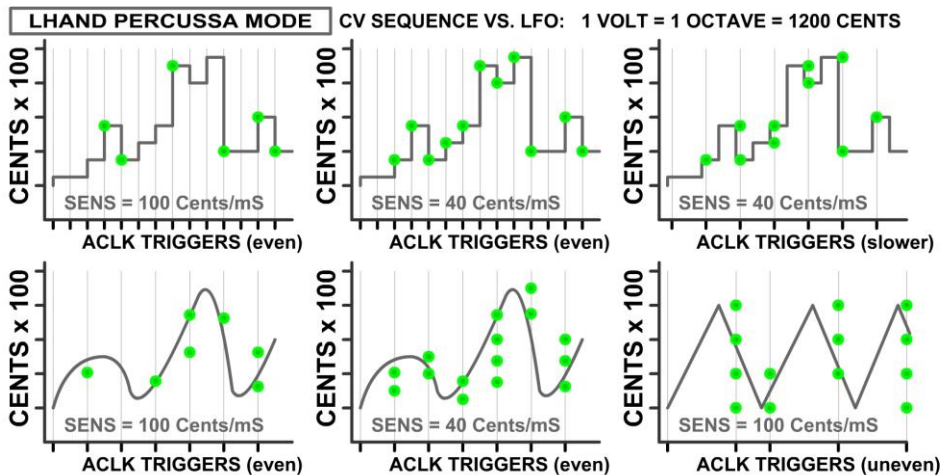 LHAND PERCUSSA MODE CV SEQUENCE VS. LFO: 1 VOLT = 1 OCTAVE = 1200 CENTS
CENTS x 100
SENS = 100 Cents/mS
ACLK TRIGGERS (even)
CENTS x 100
SENS = 40 Cents/mS
ACLK TRIGGERS (even)
CENTS x 100
SENS = 40 Cents/mS
ACLK TRIGGERS (slower)
CENTS x 100
SENS = 100 Cents/mS
ACLK TRIGGERS (even)
CENTS x 100
SENS = 40 Cents/mS
ACLK TRIGGERS (even)
CENTS x 100
SENS = 100 Cents/mS
ACLK TRIGGERS (uneven)